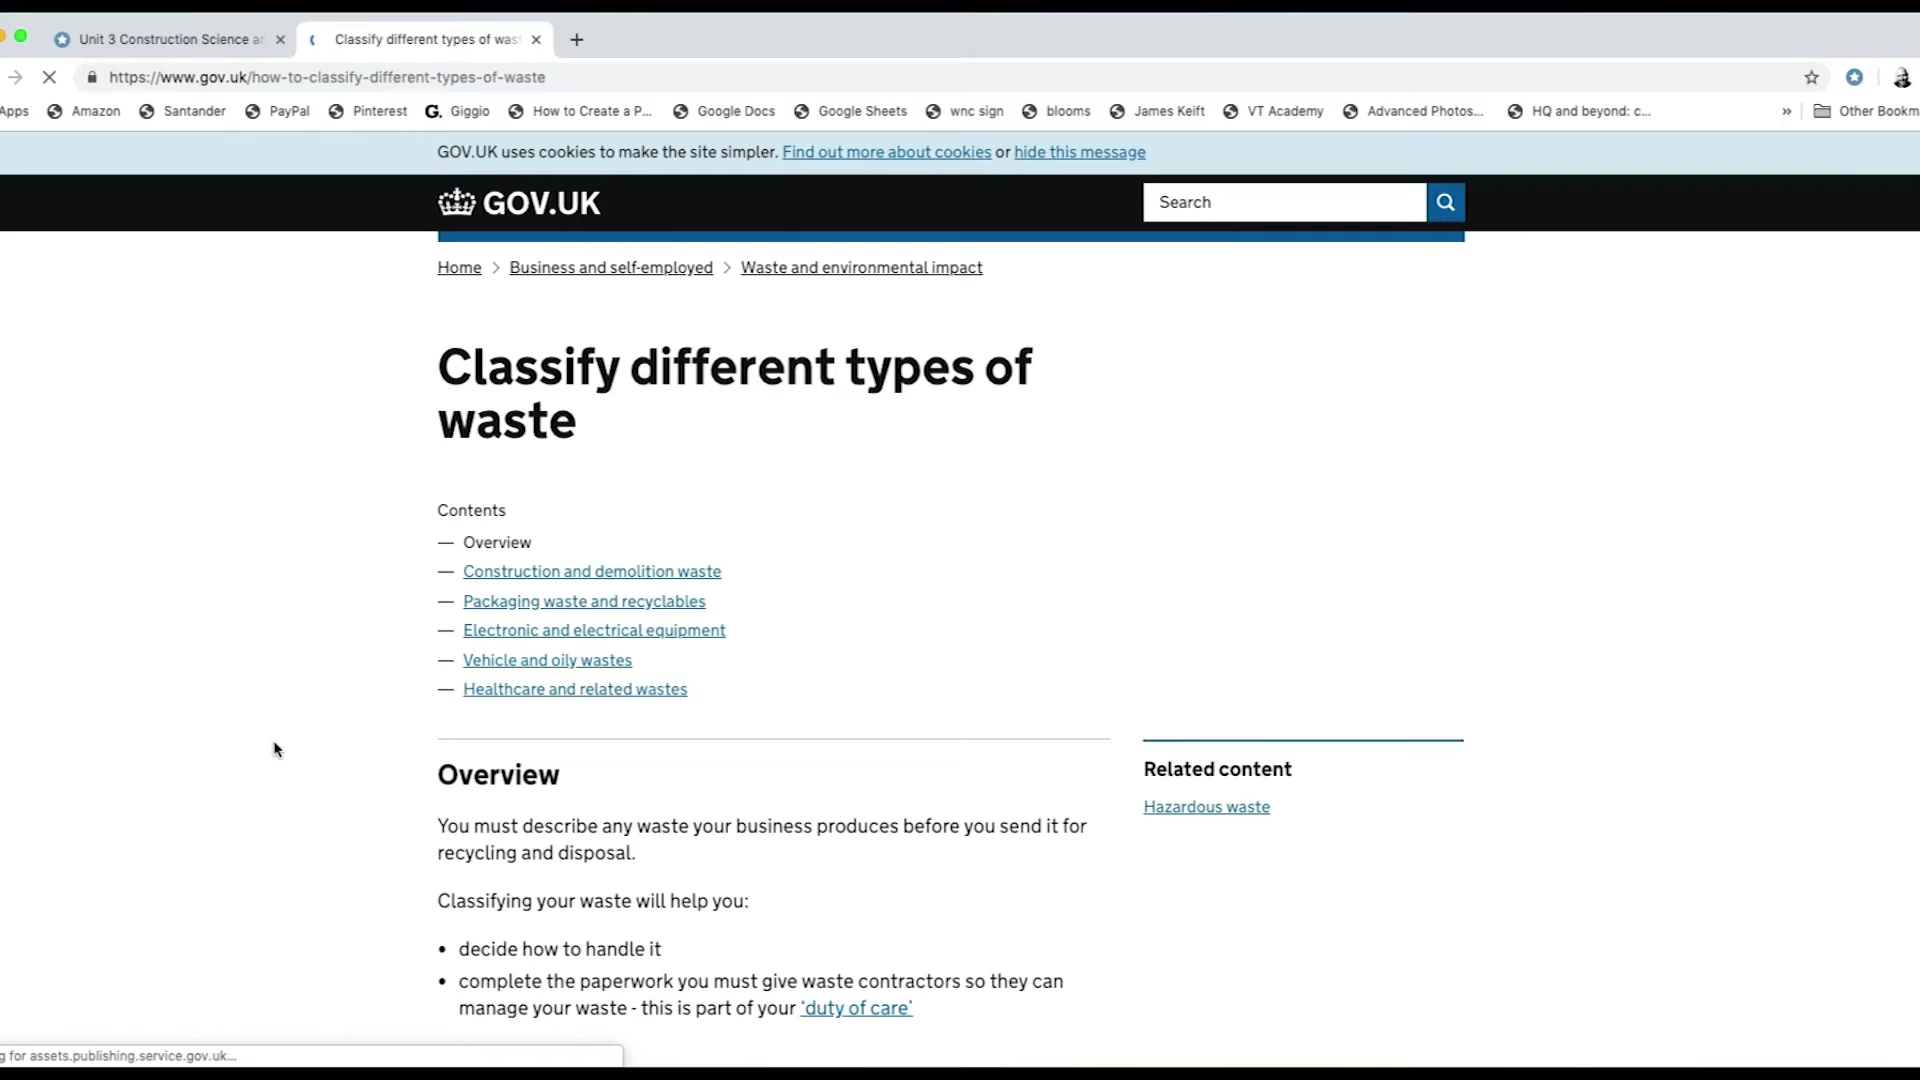 Unit 3 Construction Science ar
Classify different types of wast
https://www.gov.uk/how-to-classify-different-types-of-waste
Apps Amazon Santander PayPal Pinterest G. Giggio How to Create a P... Google Docs Google Sheets wnc sign blooms James Keift VT Academy Advanced Photos... HQ and beyond: c... » Other Bookm
GOV.UK uses cookies to make the site simpler. Find out more about cookies or hide this message
GOV.UK
Search
Home > Business and self-employed > Waste and environmental impact
Classify different types of
waste
Contents
— Overview
— Construction and demolition waste
— Packaging waste and recyclables
— Electronic and electrical equipment
— Vehicle and oily wastes
— Healthcare and related wastes
Overview
You must describe any waste your business produces before you send it for
recycling and disposal.
Classifying your waste will help you:
• decide how to handle it
• complete the paperwork you must give waste contractors so they can
manage your waste - this is part of your ‘duty of care’
Related content
Hazardous waste
g for assets.publishing.service.gov.uk...